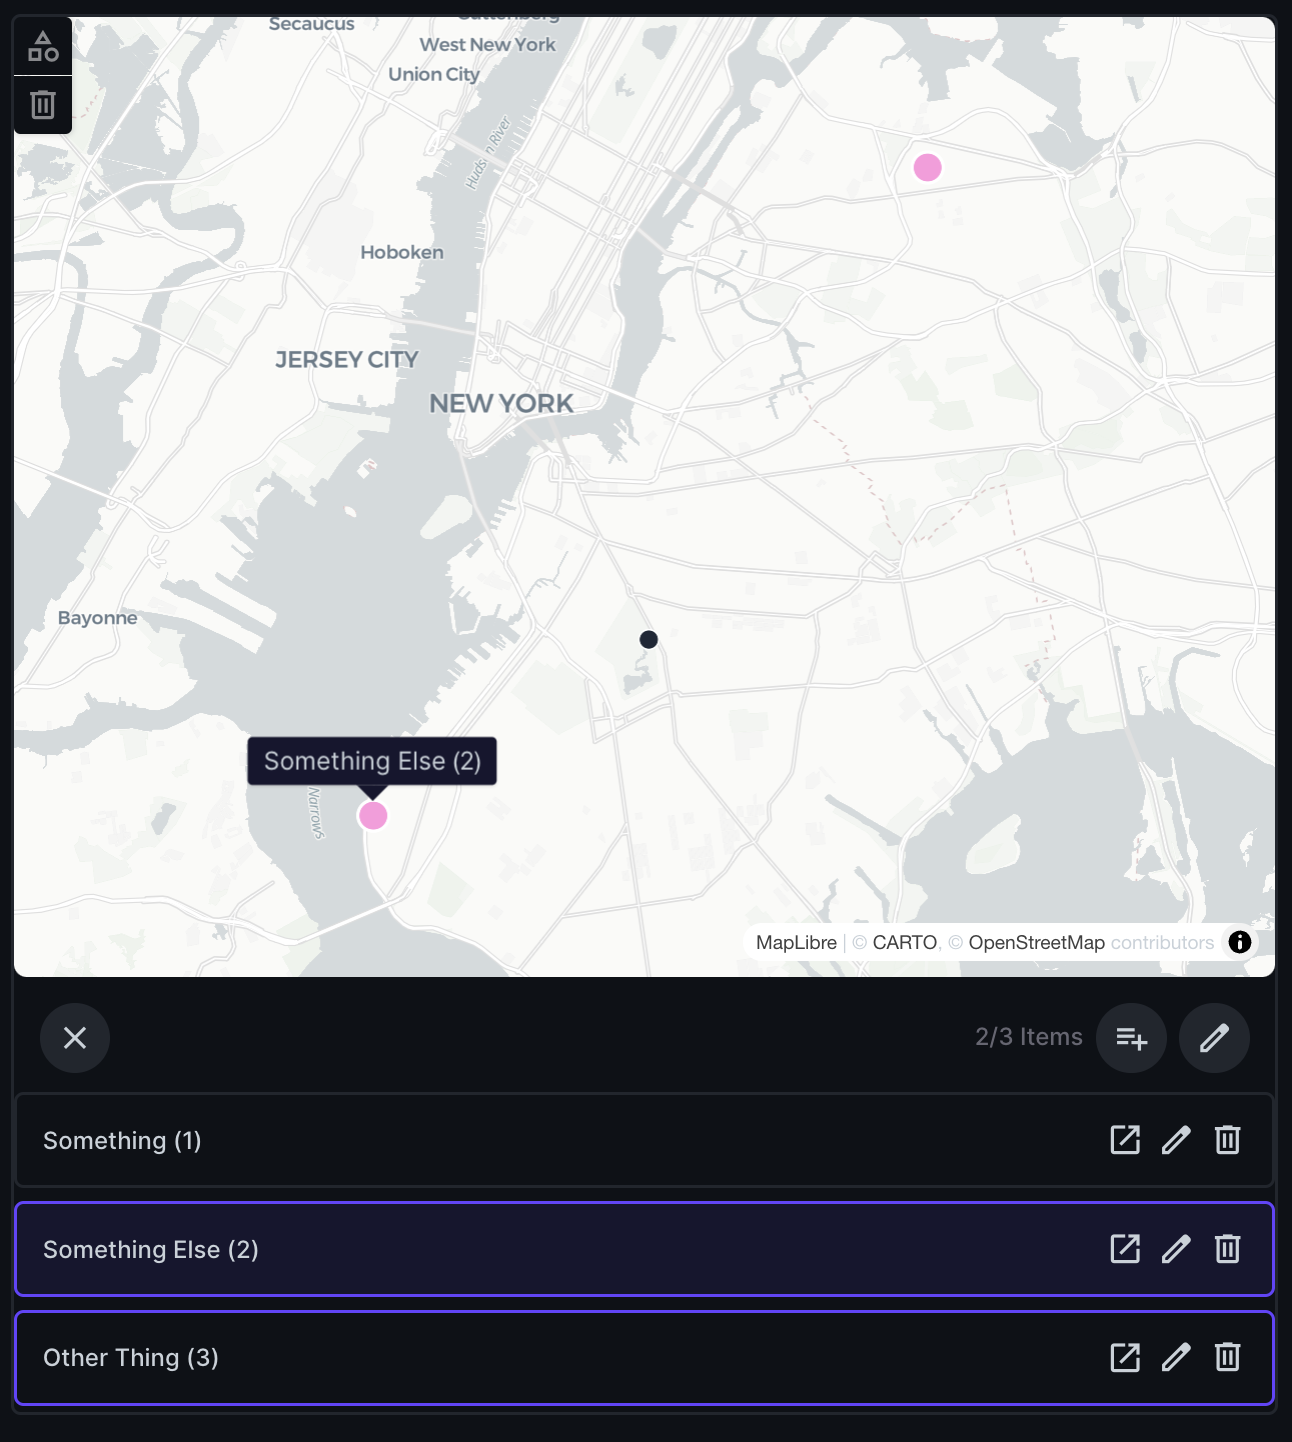 Secaucus
Guttenberg
West New York
Union City
Hudson River
Hoboken
JERSEY CITY
NEW YORK
Bayonne
Something Else (2)
Narrows
MapLibre | © CARTO, © OpenStreetMap contributors
2/3 Items
Something (1)
Something Else (2)
Other Thing (3)